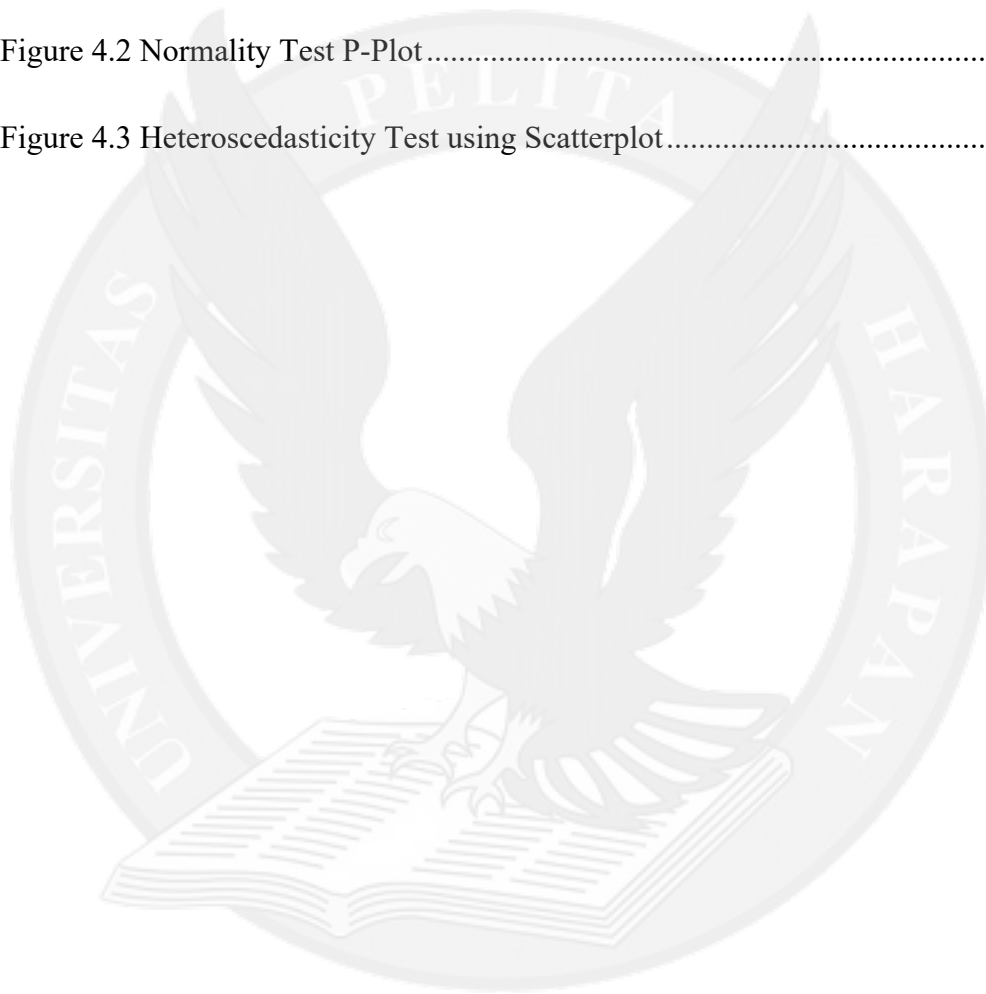 Figure 4.2 Normality Test P-Plot......................................................................
Figure 4.3 Heteroscedasticity Test using Scatterplot........................................
UNIVERSITAS PELITA HARAPAN